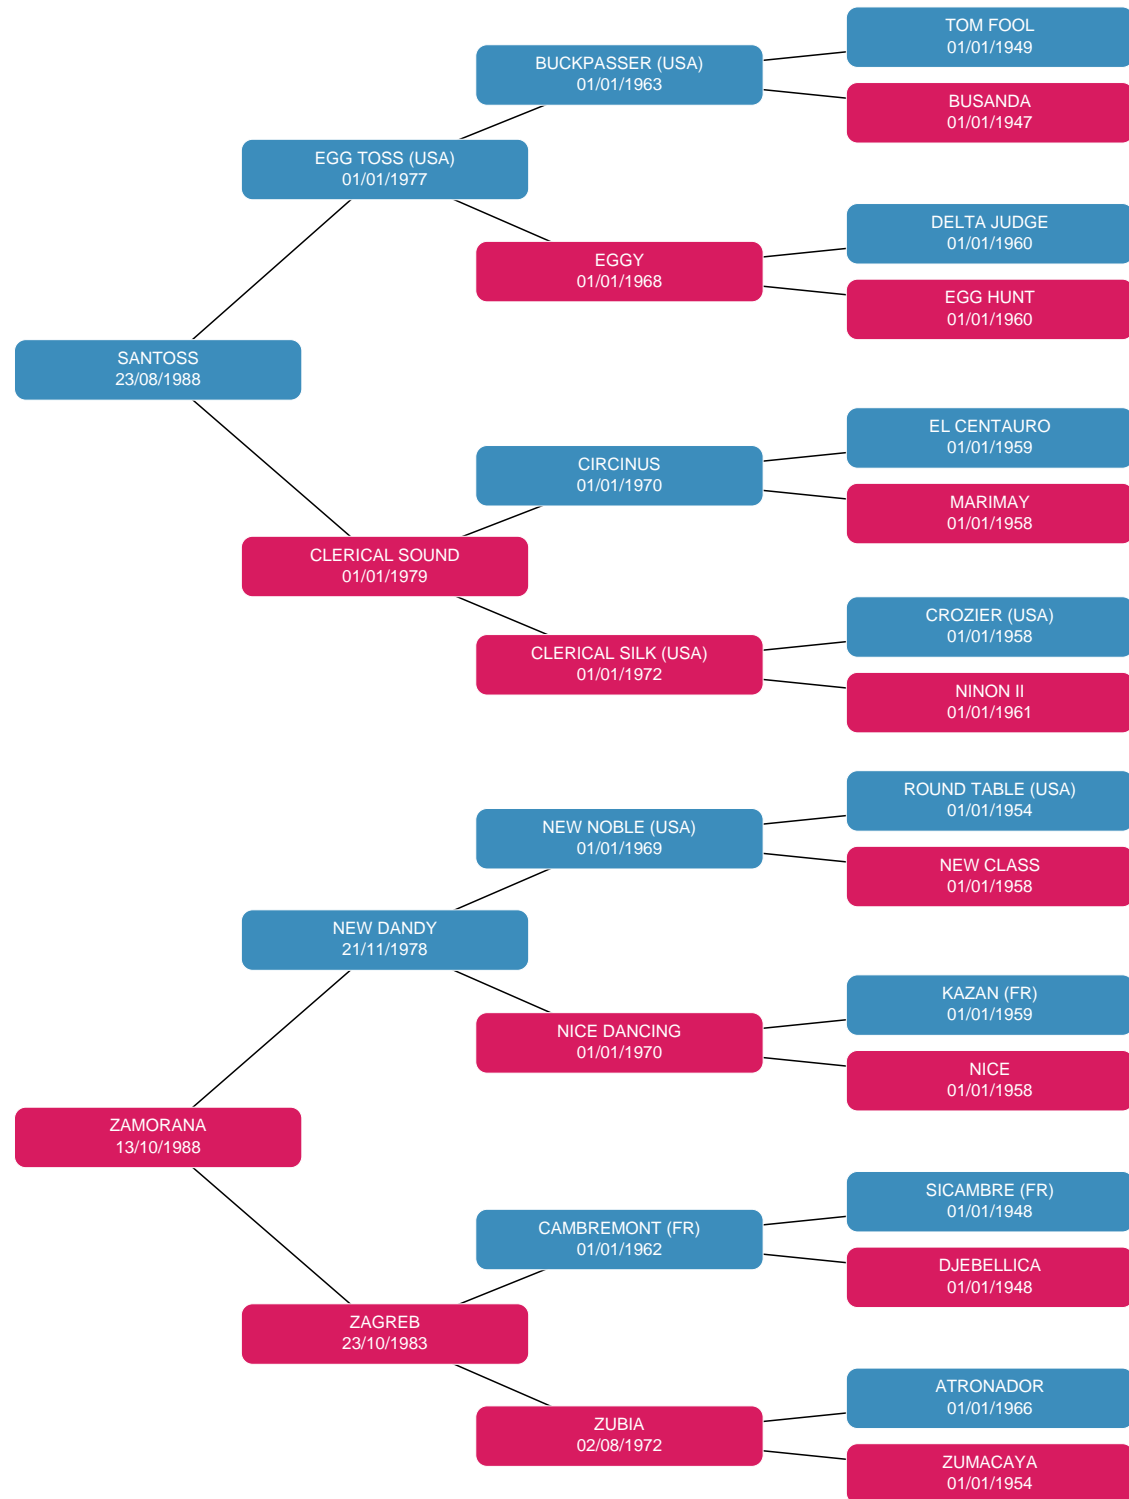 TOM FOOL
01/01/1949
BUCKPASSER (USA)
01/01/1963
BUSANDA
01/01/1947
EGG TOSS (USA)
01/01/1977
DELTA JUDGE
01/01/1960
EGGY
01/01/1968
EGG HUNT
01/01/1960
SANTOSS
23/08/1988
EL CENTAURO
01/01/1959
CIRCINUS
01/01/1970
MARIMAY
01/01/1958
CLERICAL SOUND
01/01/1979
CROZIER (USA)
01/01/1958
CLERICAL SILK (USA)
01/01/1972
NINON II
01/01/1961
ROUND TABLE (USA)
01/01/1954
NEW NOBLE (USA)
01/01/1969
NEW CLASS
01/01/1958
NEW DANDY
21/11/1978
KAZAN (FR)
01/01/1959
NICE DANCING
01/01/1970
NICE
01/01/1958
ZAMORANA
13/10/1988
SICAMBRE (FR)
01/01/1948
CAMBREMONT (FR)
01/01/1962
DJEBELLICA
01/01/1948
ZAGREB
23/10/1983
ATRONADOR
01/01/1966
ZUBIA
02/08/1972
ZUMACAYA
01/01/1954